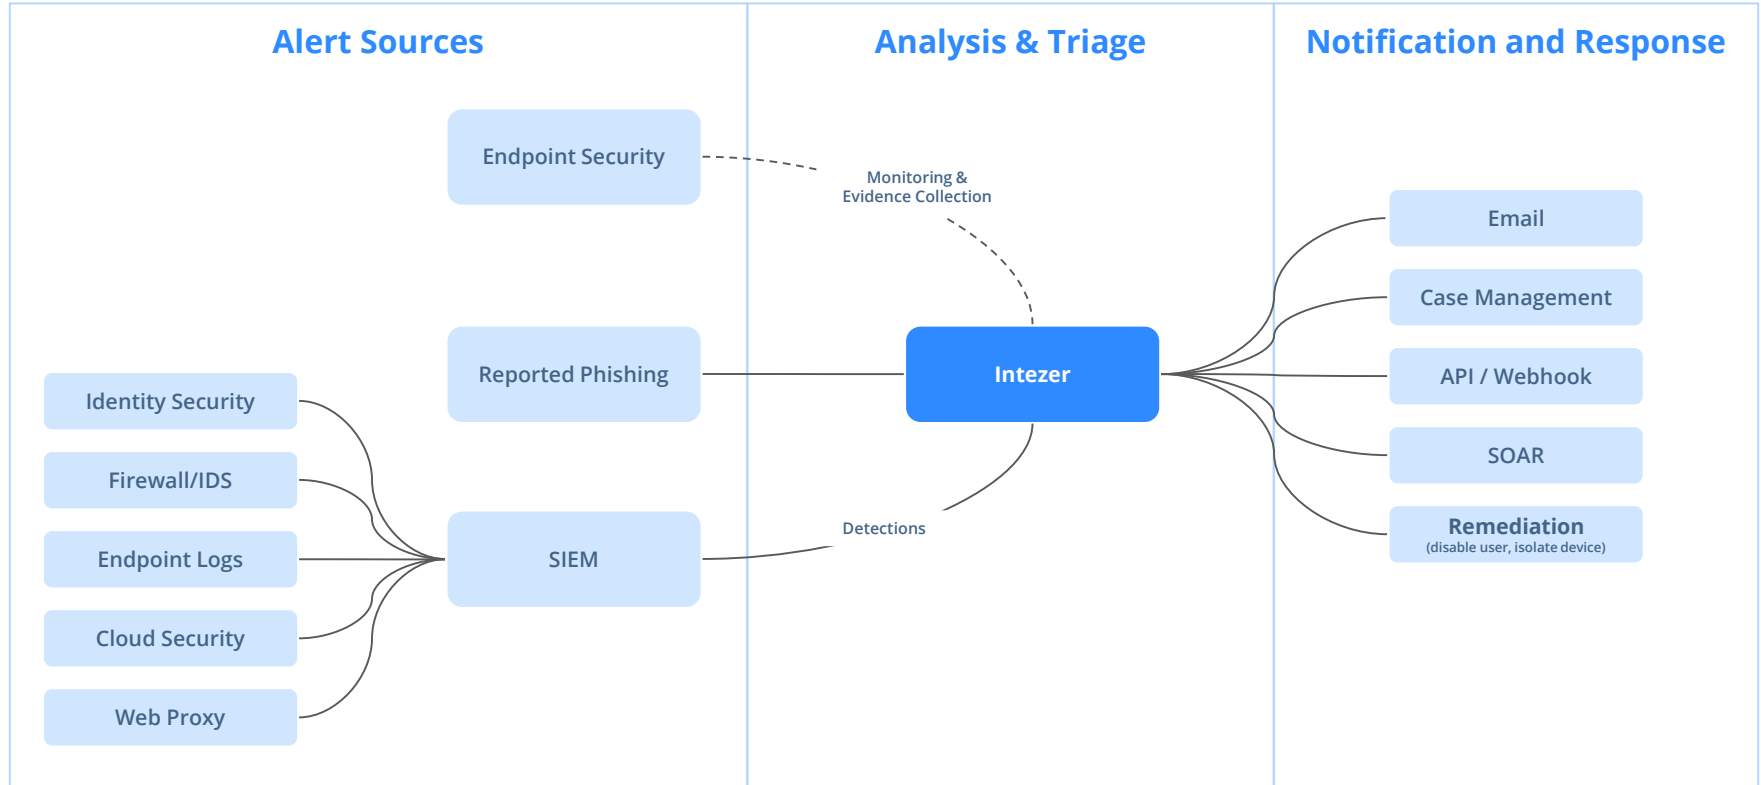 Alert Sources
Analysis & Triage
Notification and Response
Endpoint Security
Monitoring &
Evidence Collection
Reported Phishing
Intezer
Identity Security
Firewall/IDS
Endpoint Logs
Cloud Security
Web Proxy
SIEM
Detections
Email
Case Management
API / Webhook
SOAR
Remediation
(disable user, isolate device)